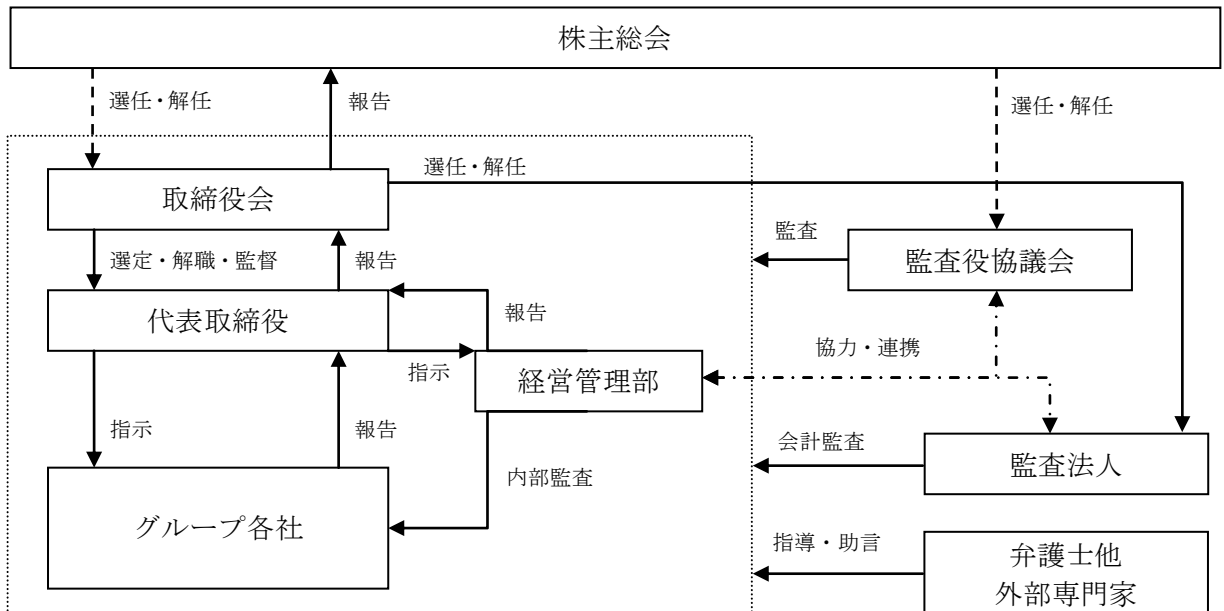 株主総会
選任・解任
報告
選任・解任
選任・解任
取締役会
監査
監査役協議会
選定・解職・監督
報告
代表取締役
報告
協力・連携
指示
経営管理部
指示
報告
会計監査
監査法人
内部監査
グループ各社
指導・助言
弁護士他
外部専門家